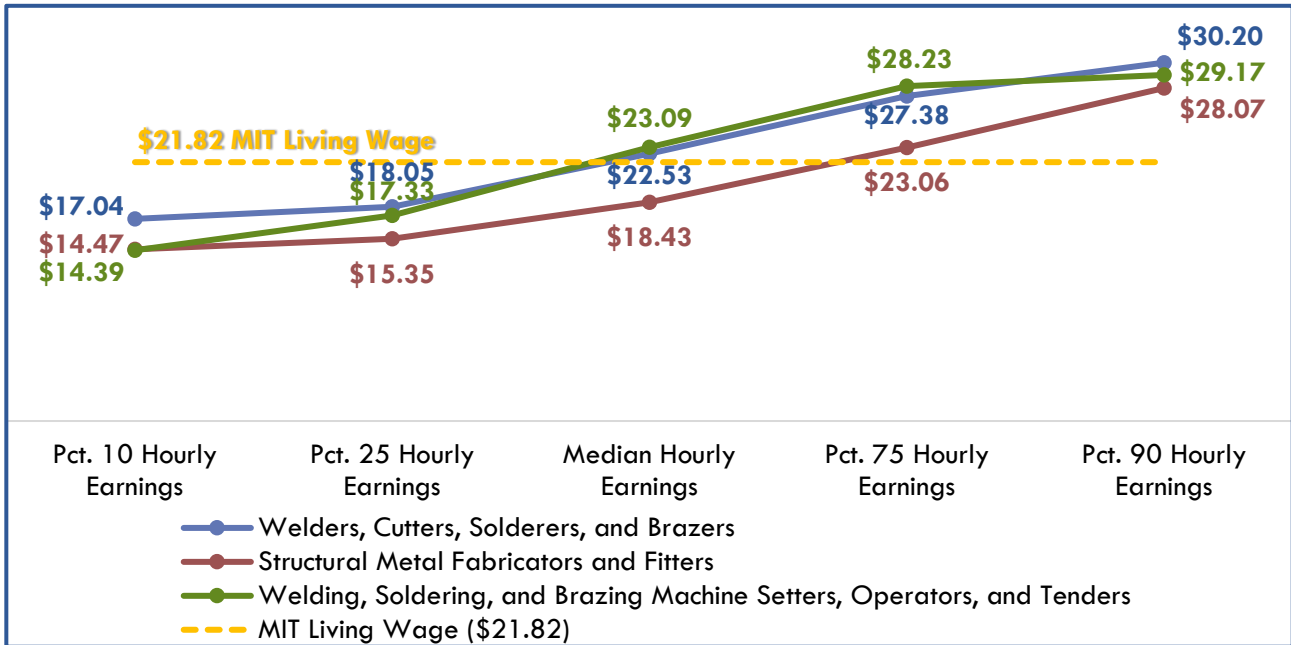 $30.20
$28.23
$29.17
$23.09
$27.38
$28.07
$21.82 MIT Living Wage
$18.05
$22.53
$23.06
$17.33
$17.04
$14.47
$18.43
$14.39
$15.35
Pct. 10 Hourly
Earnings
Pct. 25 Hourly
Earnings
Median Hourly
Earnings
Pct. 75 Hourly
Earnings
Pct. 90 Hourly
Earnings
Welders, Cutters, Solderers, and Brazers
Structural Metal Fabricators and Fitters
Welding, Soldering, and Brazing Machine Setters, Operators, and Tenders
MIT Living Wage ($21.82)